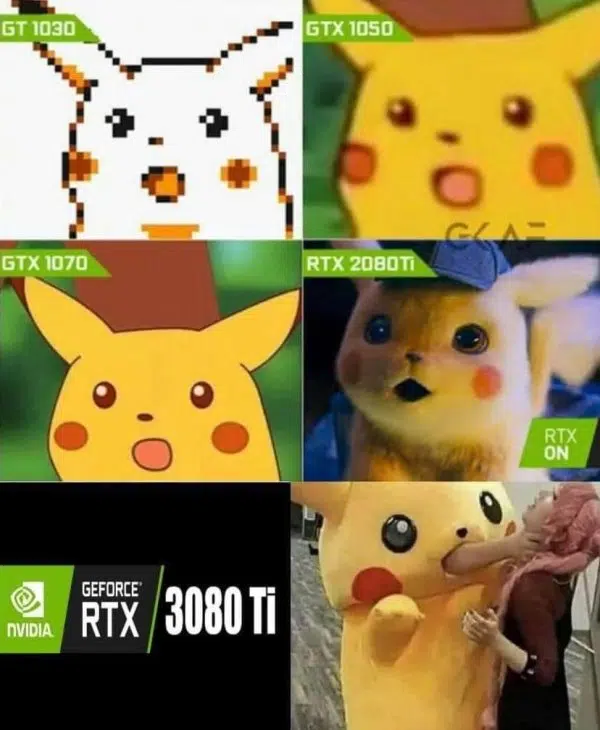 GT 1030
GTX 1050
GTX 1070
RTX 2080Ti
RTX
ON
NVIDIA
GEFORCE
RTX
3080 Ti